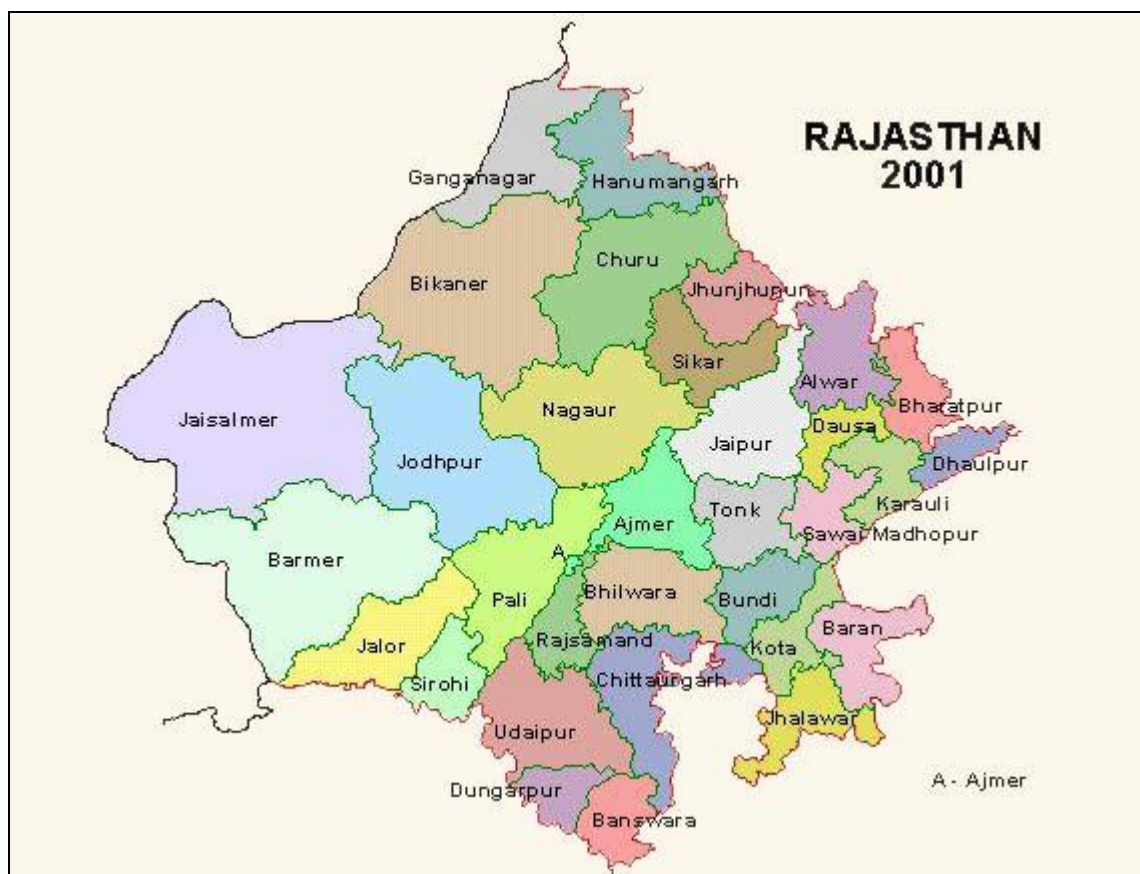 RAJASTHAN
2001
Ganganagar
Hanumangarh
Churu
Bikaner
Jhunjhunun
Sikar
Alwar
Jaisalmer
Nagaur
Bharatpur
Dausa
Jaipur
Jodhpur
Dhaulpur
Karauli
Tonk
Ajmer
Sawai Madhopur
A
Barmer
Bhilwara
Pali
Bundi
Baran
Jalor
Rajsamand
Kota
Sirohi
Chittaurgarh
Jhalawar
Udaipur
A - Ajmer
Dungarpur
Banswara